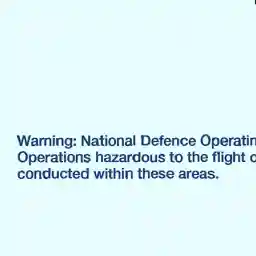 Warning: National Defence Operatin
Operations hazardous to the flight o
conducted within these areas.